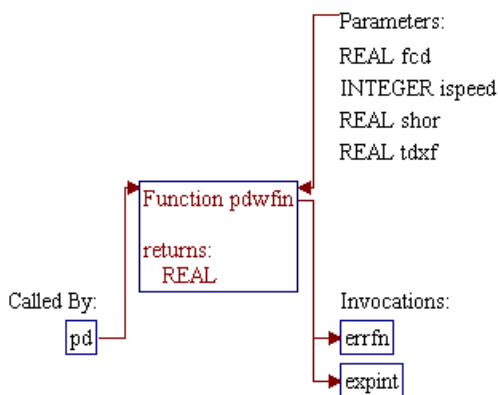 Parameters:
REAL fcd
INTEGER ispeed
REAL shor
REAL tdxf
Function pdwfin
returns:
REAL
Called By:
pd
Invocations:
errfn
expint